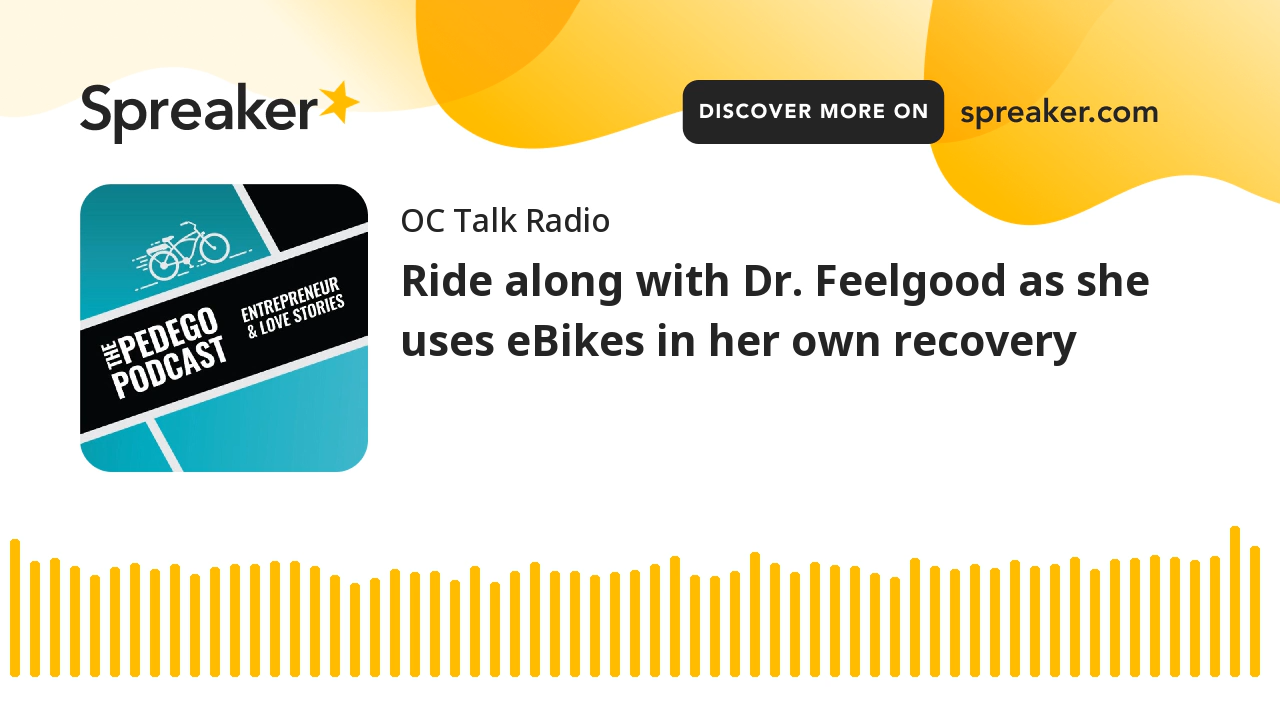 Spreaker
DISCOVER MORE ON
spreaker.com
OC Talk Radio
Ride along with Dr. Feelgood as she
uses eBikes in her own recovery
THE
PEDEGO
PODCAST
ENTREPRENEUR
& LOVE STORIES